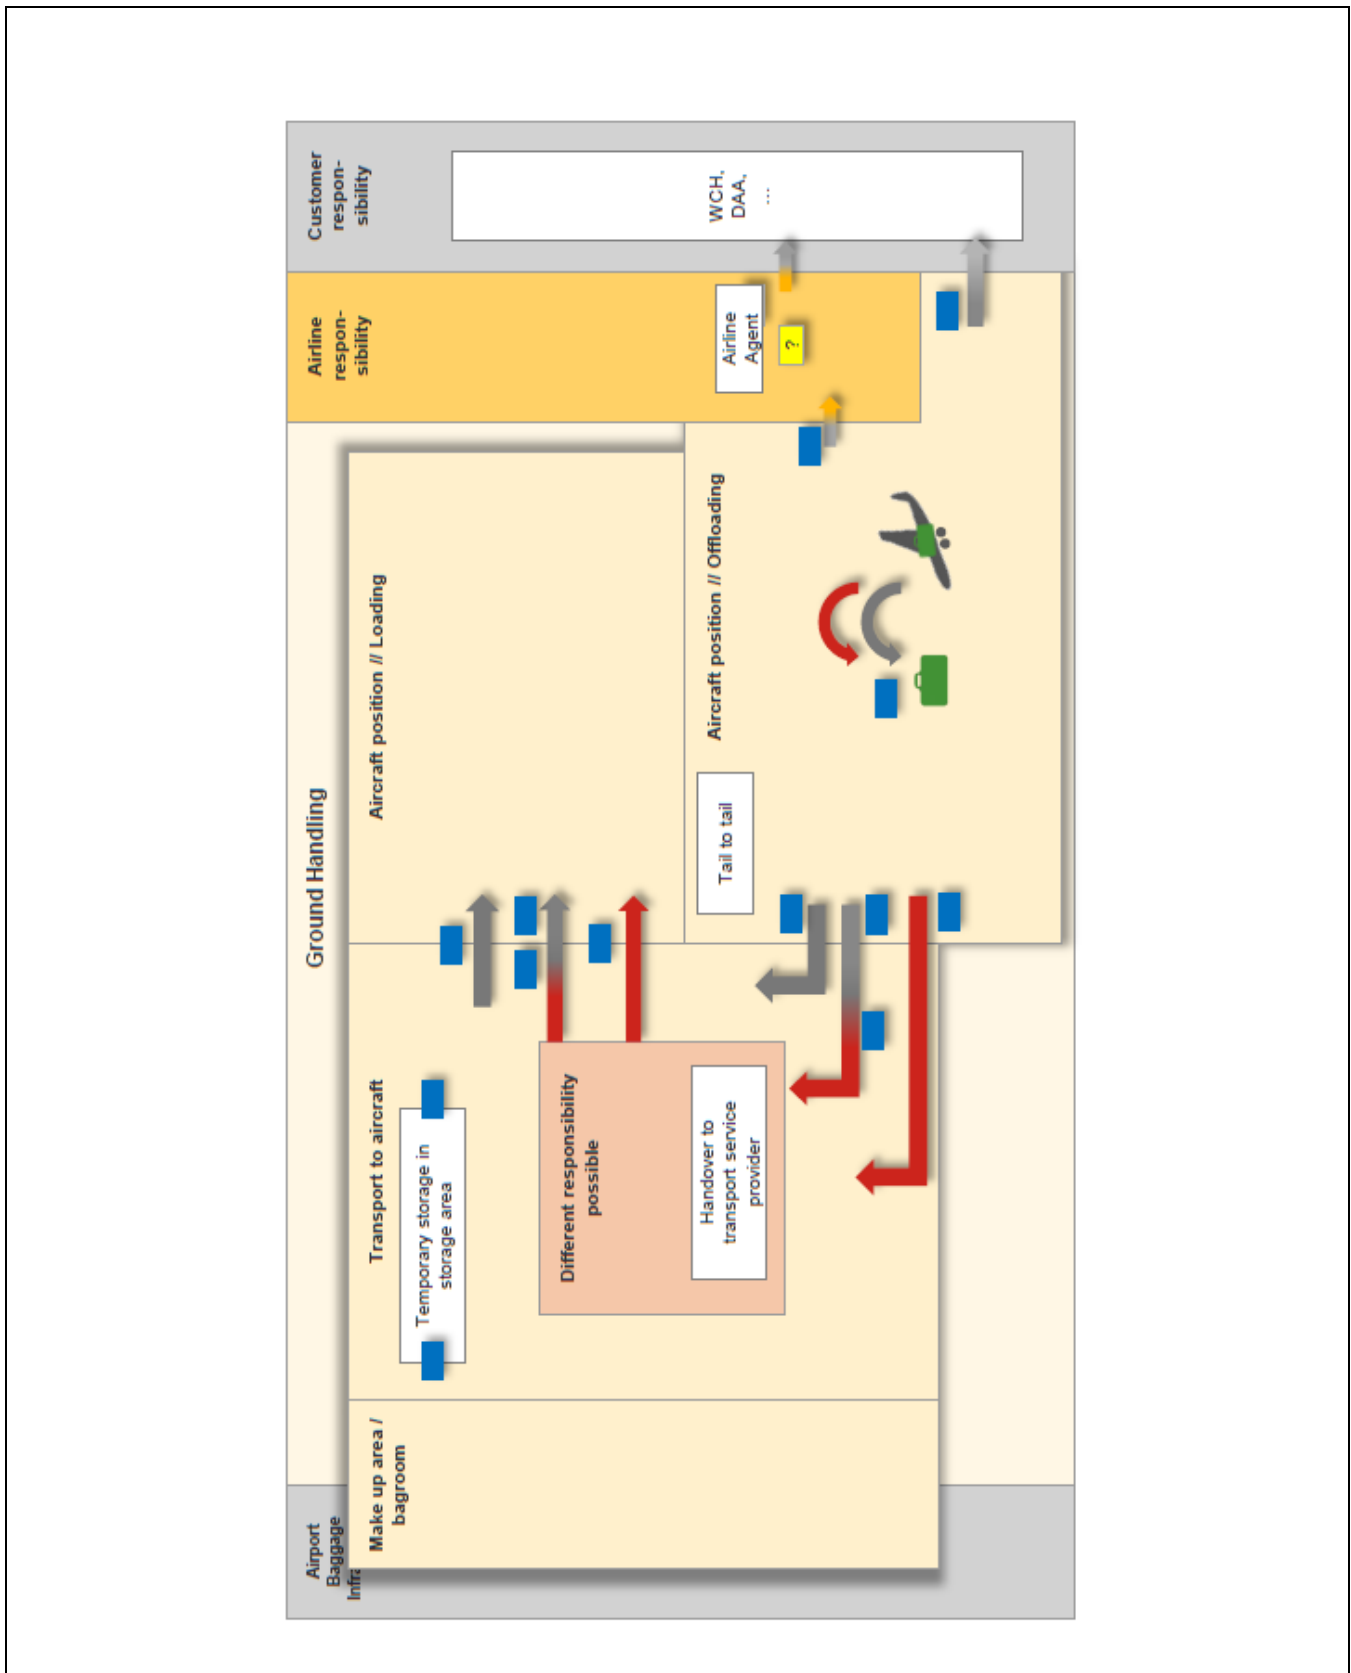 Airport
Baggage
Infra
Ground Handling
Airline
respon-
sibility
Customer
respon-
sibility
Make up area /
bagroom
Transport to aircraft
Aircraft position // Loading
Temporary storage in
storage area
Different responsibility
possible
Handover to
transport service
provider
Tail to tail
Aircraft position // Offloading
Airline
Agent
?
WCH,
DAA,
...